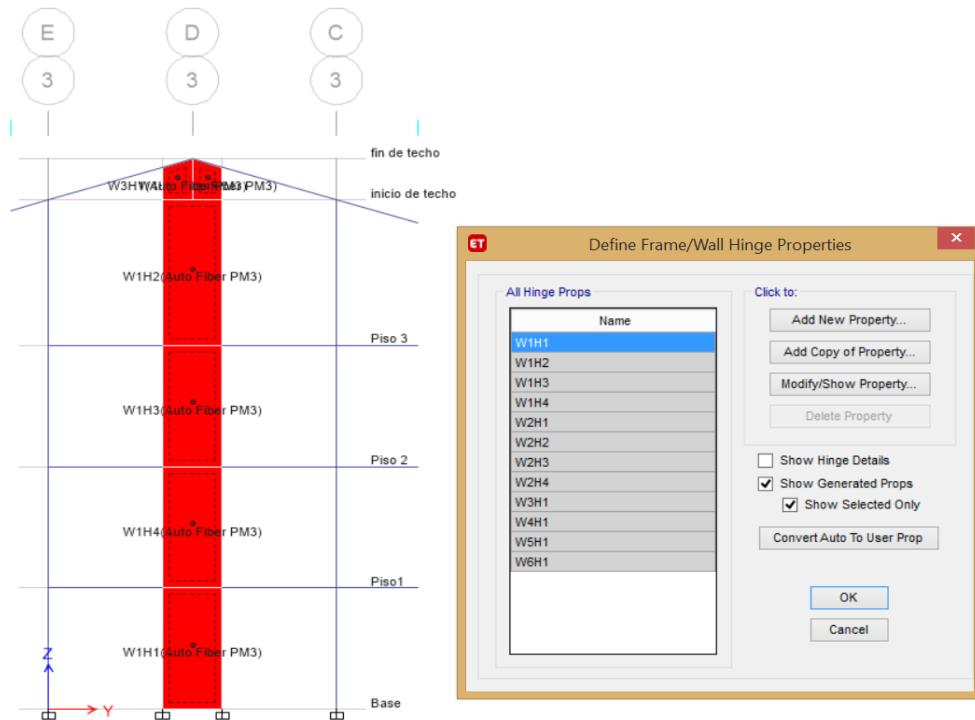 E
D
C
3
3
3
fin de techo
inicio de techo
W1H2(Auto Fiber PM3)
Piso 3
W1H3(Auto Fiber PM3)
Piso 2
W1H4(Auto Fiber PM3)
Piso1
W1H1(Auto Fiber PM3)
Base
Z
Y
ET
Define Frame/Wall Hinge Properties
All Hinge Props
Name
W1H1
W1H2
W1H3
W1H4
W2H1
W2H2
W2H3
W2H4
W3H1
W4H1
W5H1
W6H1
Click to:
Add New Property...
Add Copy of Property...
Modify/Show Property...
Delete Property
Show Hinge Details
Show Generated Props
Show Selected Only
Convert Auto To User Prop
OK
Cancel